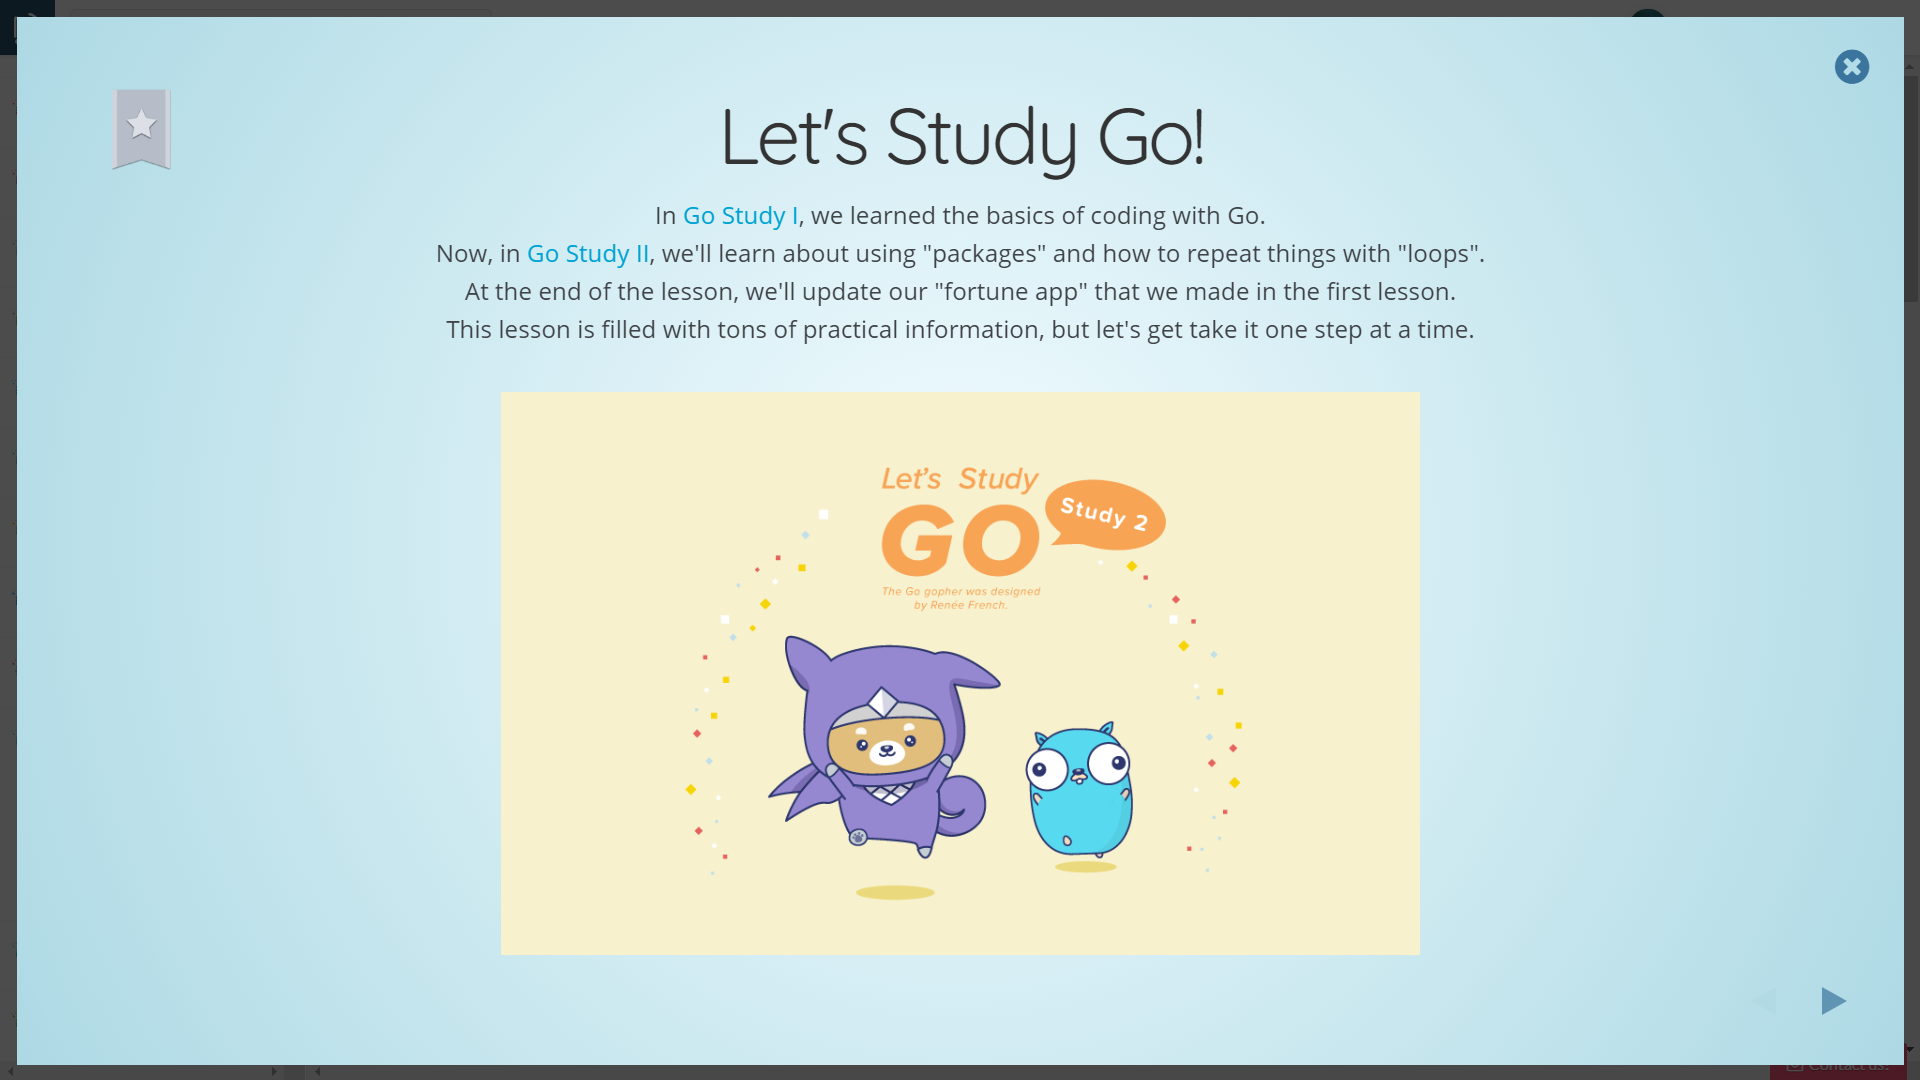 Let's Study Go!
In Go Study I, we learned the basics of coding with Go.
Now, in Go Study II, we'll learn about using "packages" and how to repeat things with "loops".
At the end of the lesson, we'll update our "fortune app" that we made in the first lesson.
This lesson is filled with tons of practical information, but let's get take it one step at a time.
Let's Study
GO
Study 2
The Go gopher was designed
by Renée French.
Contact us!